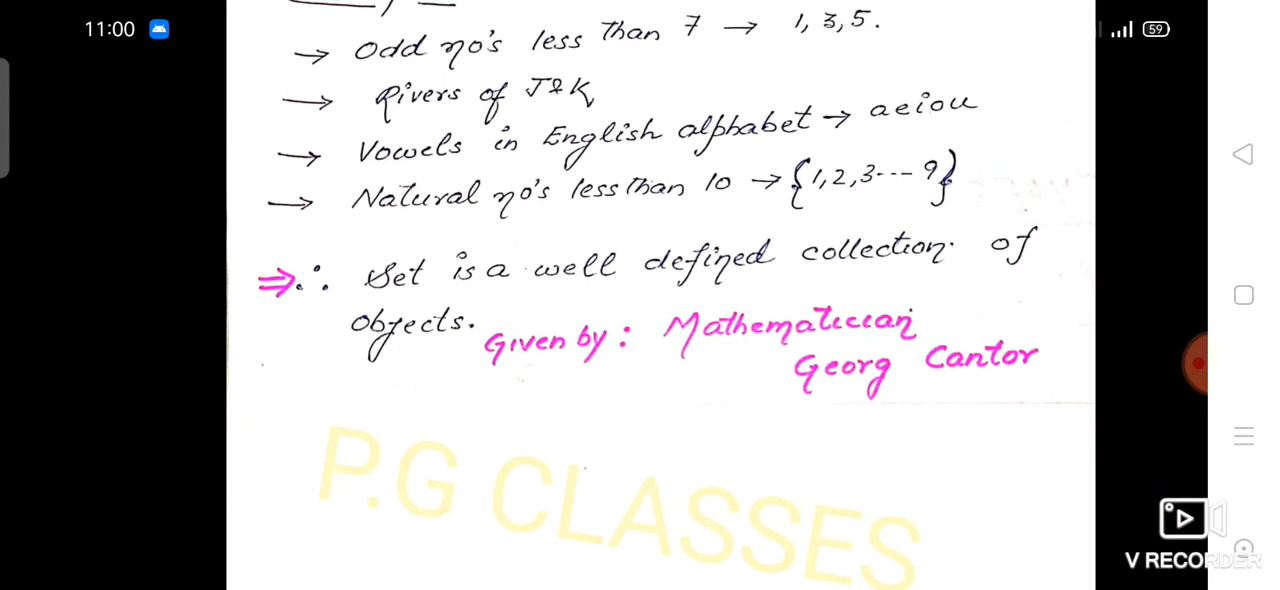 11:00
59
→ Odd no's less than 7 → 1, 3, 5.
→ Rivers of J&K
→ Vowels in English alphabet → aeiou
→ Natural no's less than 10 → {1, 2, 3--- 9}
⇒ ∴ Set is a well defined collection of
objects. Given by: Mathematician
Georg Cantor
P.G CLASSES
V RECORDER